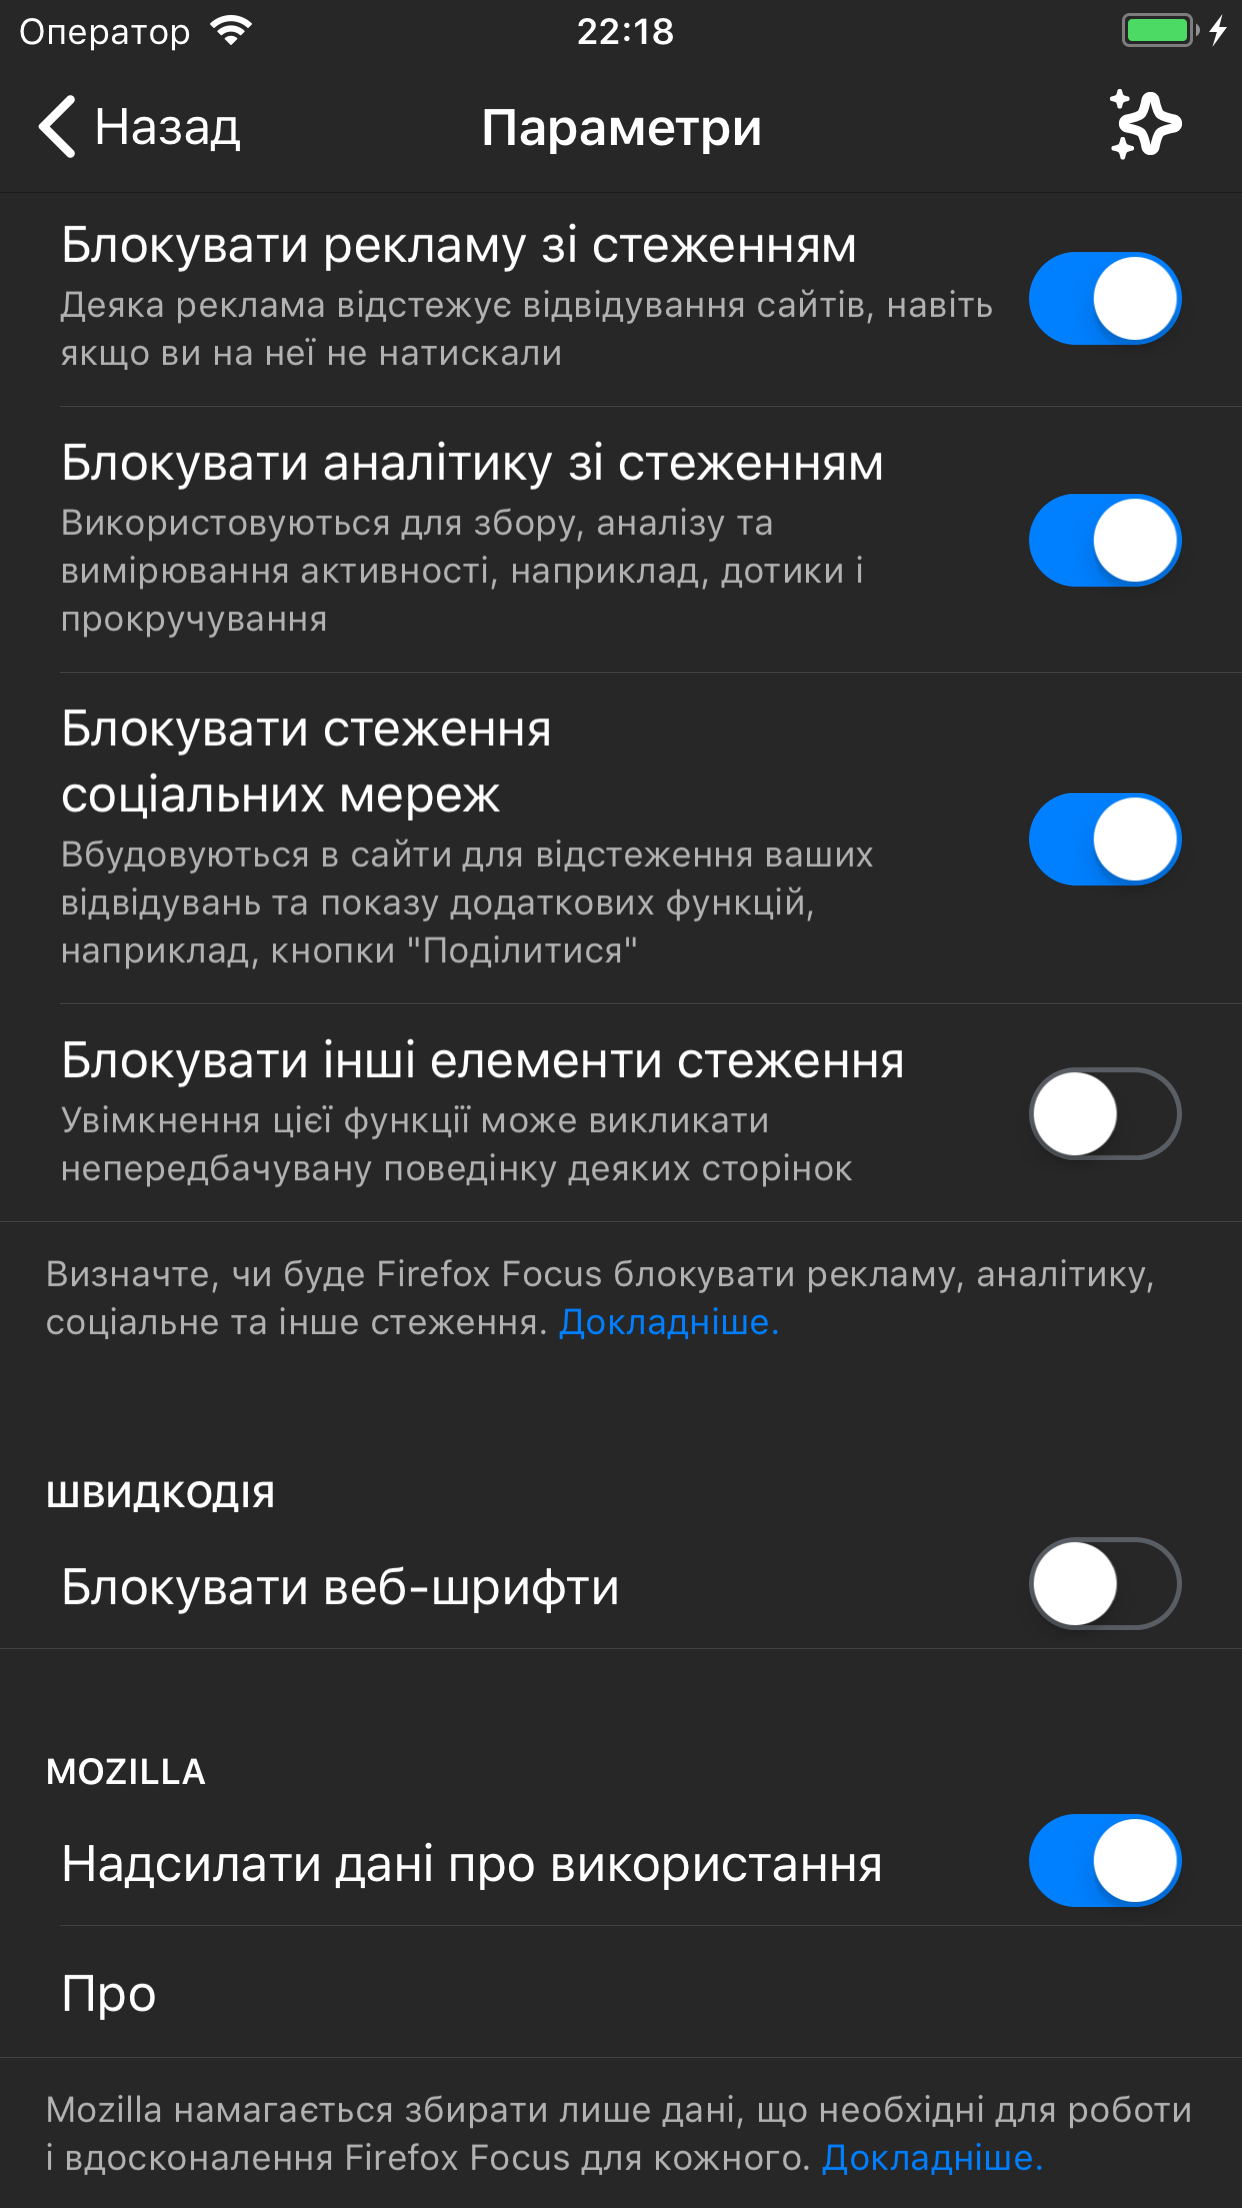 Оператор 22:18
Назад Параметри
Блокувати рекламу зі стеженням
Деяка реклама відстежує відвідування сайтів, навіть
якщо ви на неї не натискали
Блокувати аналітику зі стеженням
Використовуються для збору, аналізу та
вимірювання активності, наприклад, дотики і
прокручування
Блокувати стеження
соціальних мереж
Вбудовуються в сайти для відстеження ваших
відвідувань та показу додаткових функцій,
наприклад, кнопки "Поділитися"
Блокувати інші елементи стеження
Увімкнення цієї функції може викликати
непередбачувану поведінку деяких сторінок
Визначте, чи буде Firefox Focus блокувати рекламу, аналітику,
соціальне та інше стеження. Докладніше.
ШВИДКОДІЯ
Блокувати веб-шрифти
MOZILLA
Надсилати дані про використання
Про
Mozilla намагається збирати лише дані, що необхідні для роботи
і вдосконалення Firefox Focus для кожного. Докладніше.